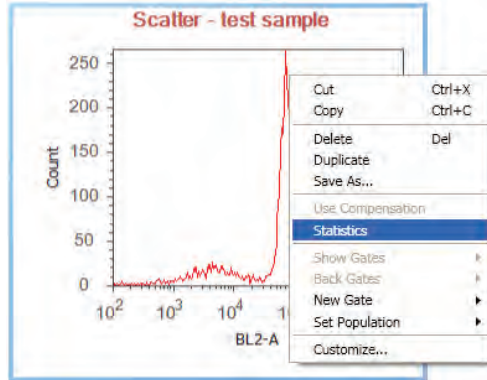 Scatter - test sample
250
200
150
100
50
0
Count
10²
10³
10⁴
BL2-A
Cut Ctrl+X
Copy Ctrl+C
Delete Del
Duplicate
Save As...
Use Compensation
Statistics
Show Gates
Back Gates
New Gate
Set Population
Customize...